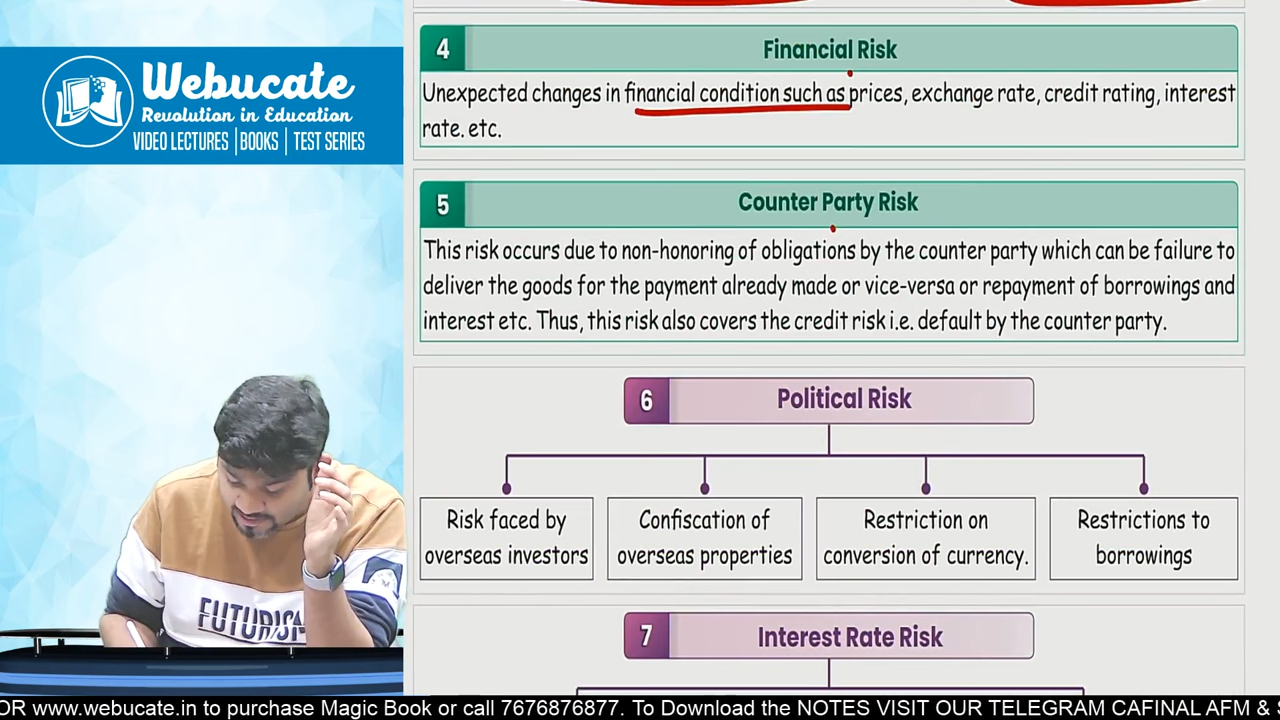 Webucate
Revolution in Education
VIDEO LECTURES | BOOKS | TEST SERIES
4
Financial Risk
Unexpected changes in financial condition such as prices, exchange rate, credit rating, interest
rate. etc.
5
Counter Party Risk
This risk occurs due to non-honoring of obligations by the counter party which can be failure to
deliver the goods for the payment already made or vice-versa or repayment of borrowings and
interest etc. Thus, this risk also covers the credit risk i.e. default by the counter party.
6
Political Risk
Risk faced by
overseas investors
Confiscation of
overseas properties
Restriction on
conversion of currency.
Restrictions to
borrowings
7
Interest Rate Risk
FUTURISM
OR www.webucate.in to purchase Magic Book or call 7676876877. To Download the NOTES VISIT OUR TELEGRAM CAFINAL AFM &